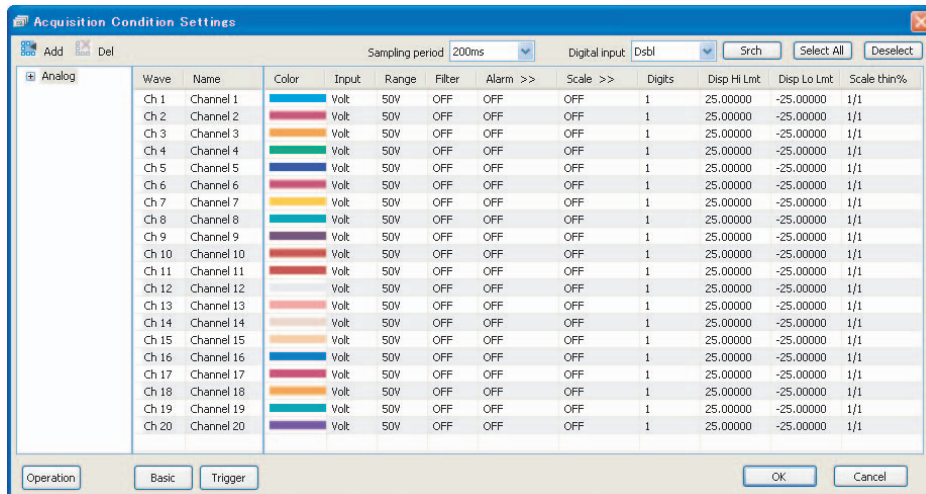 Acquisition Condition Settings
Add Del Sampling period 200ms Digital input Dsbl Srch Select All Deselect
Analog
Wave Name Color Input Range Filter Alarm >> Scale >> Digits Disp Hi Lmt Disp Lo Lmt Scale thin%
Ch 1 Channel 1 Volt 50V OFF OFF OFF 1 25.00000 -25.00000 1/1
Ch 2 Channel 2 Volt 50V OFF OFF OFF 1 25.00000 -25.00000 1/1
Ch 3 Channel 3 Volt 50V OFF OFF OFF 1 25.00000 -25.00000 1/1
Ch 4 Channel 4 Volt 50V OFF OFF OFF 1 25.00000 -25.00000 1/1
Ch 5 Channel 5 Volt 50V OFF OFF OFF 1 25.00000 -25.00000 1/1
Ch 6 Channel 6 Volt 50V OFF OFF OFF 1 25.00000 -25.00000 1/1
Ch 7 Channel 7 Volt 50V OFF OFF OFF 1 25.00000 -25.00000 1/1
Ch 8 Channel 8 Volt 50V OFF OFF OFF 1 25.00000 -25.00000 1/1
Ch 9 Channel 9 Volt 50V OFF OFF OFF 1 25.00000 -25.00000 1/1
Ch 10 Channel 10 Volt 50V OFF OFF OFF 1 25.00000 -25.00000 1/1
Ch 11 Channel 11 Volt 50V OFF OFF OFF 1 25.00000 -25.00000 1/1
Ch 12 Channel 12 Volt 50V OFF OFF OFF 1 25.00000 -25.00000 1/1
Ch 13 Channel 13 Volt 50V OFF OFF OFF 1 25.00000 -25.00000 1/1
Ch 14 Channel 14 Volt 50V OFF OFF OFF 1 25.00000 -25.00000 1/1
Ch 15 Channel 15 Volt 50V OFF OFF OFF 1 25.00000 -25.00000 1/1
Ch 16 Channel 16 Volt 50V OFF OFF OFF 1 25.00000 -25.00000 1/1
Ch 17 Channel 17 Volt 50V OFF OFF OFF 1 25.00000 -25.00000 1/1
Ch 18 Channel 18 Volt 50V OFF OFF OFF 1 25.00000 -25.00000 1/1
Ch 19 Channel 19 Volt 50V OFF OFF OFF 1 25.00000 -25.00000 1/1
Ch 20 Channel 20 Volt 50V OFF OFF OFF 1 25.00000 -25.00000 1/1
Operation Basic Trigger OK Cancel